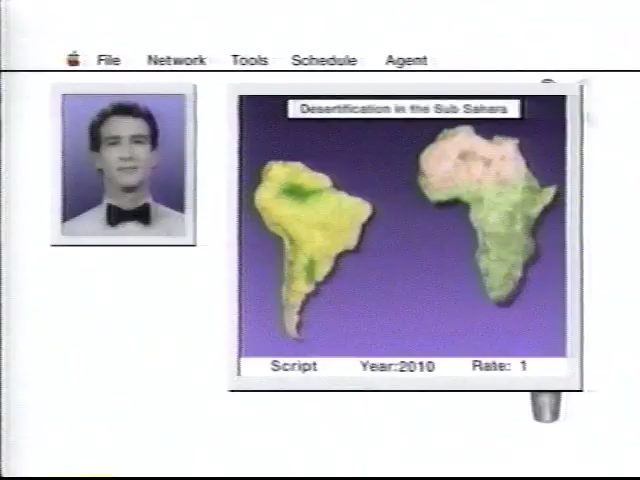 File Network Tools Schedule Agent
Desertification in the Sub Sahara
Script Year:2010 Rate: 1